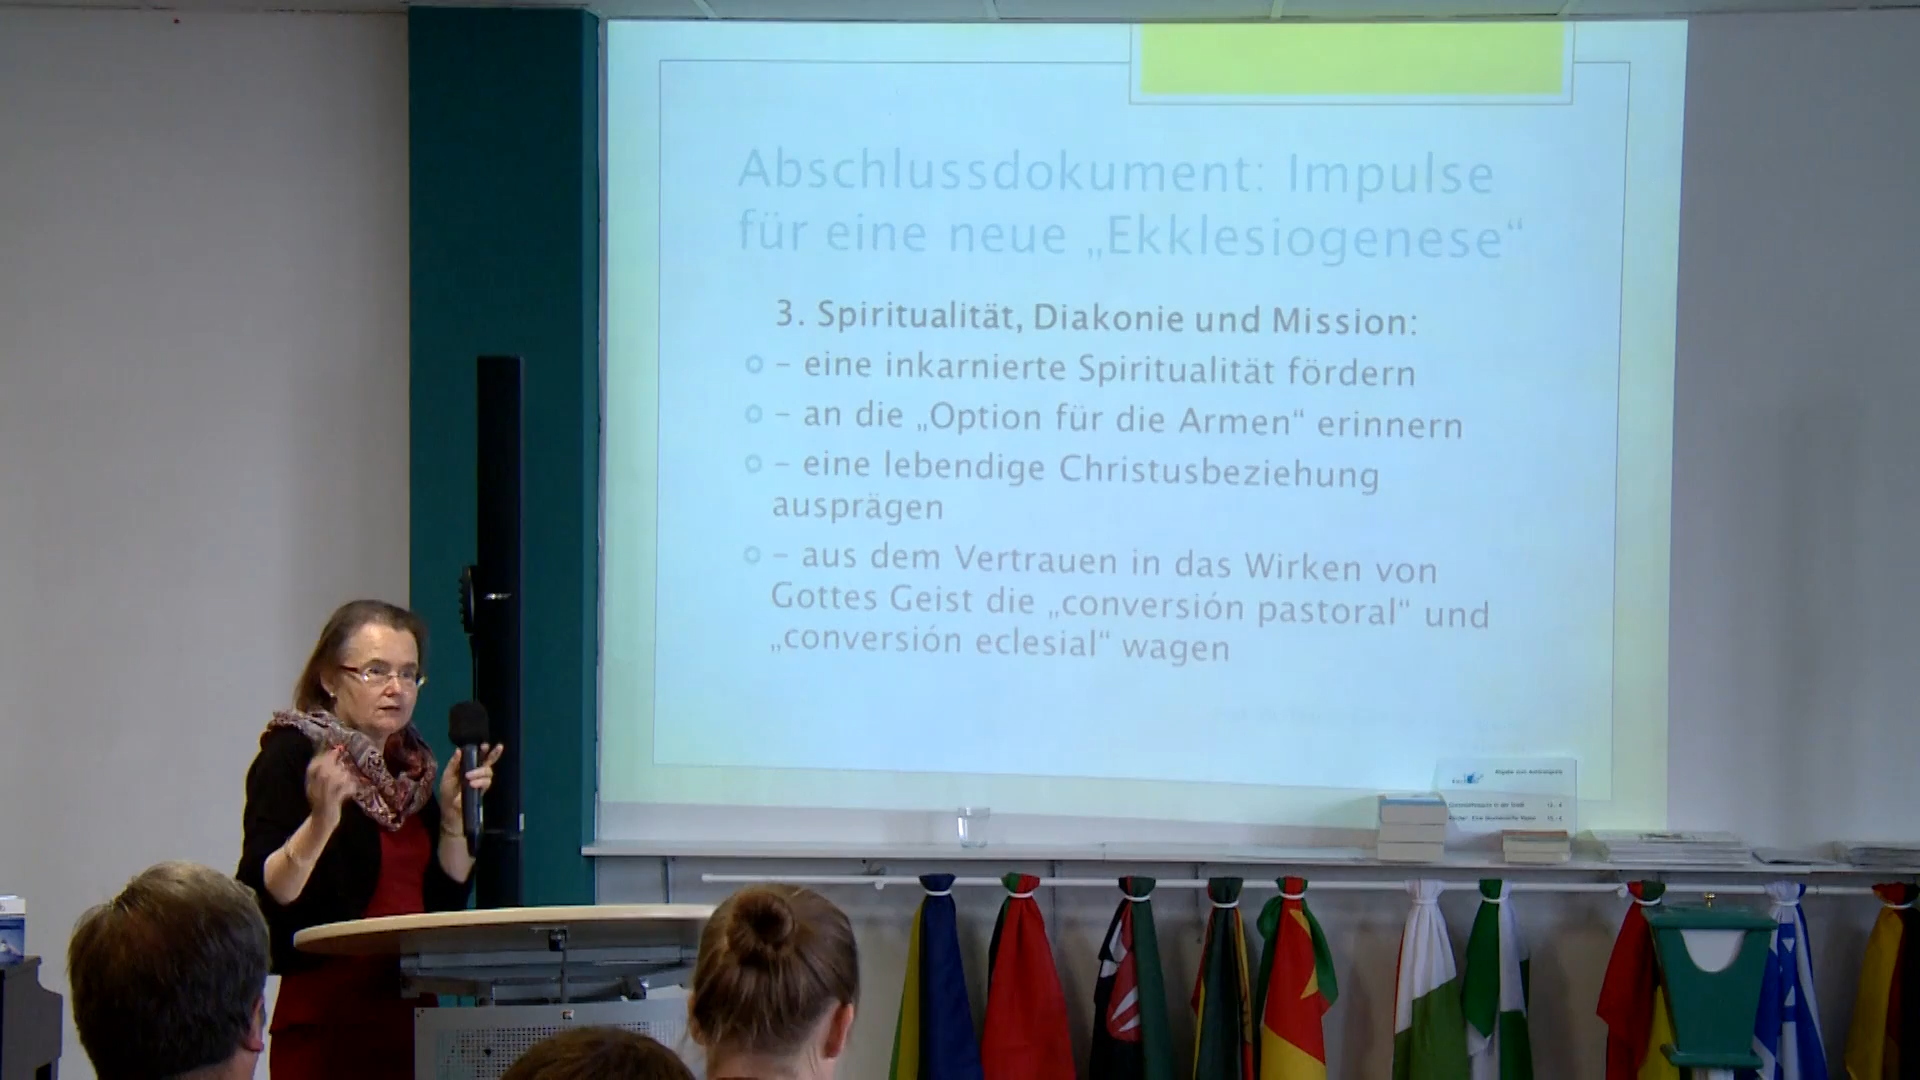 Abschlussdokument: Impulse
für eine neue „Ekklesiogenese“
3. Spiritualität, Diakonie und Mission:
– eine inkarnierte Spiritualität fördern
– an die „Option für die Armen“ erinnern
– eine lebendige Christusbeziehung
ausprägen
– aus dem Vertrauen in das Wirken von
Gottes Geist die „conversión pastoral“ und
„conversión eclesial“ wagen